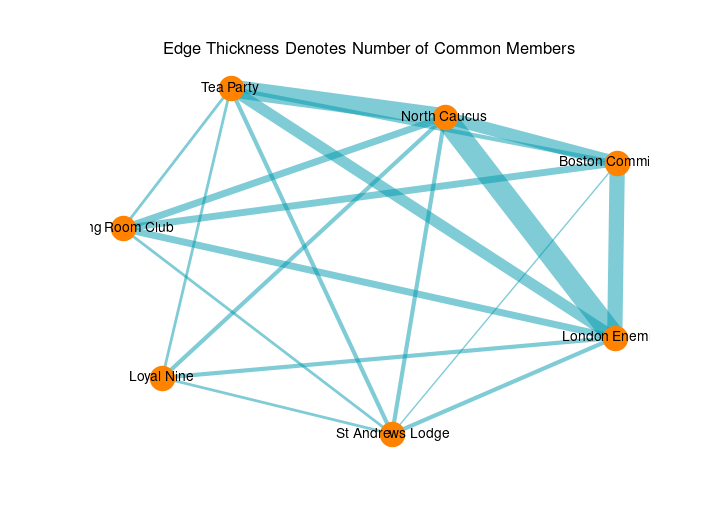 Edge Thickness Denotes Number of Common Members
Tea Party
North Caucus
Boston Commi
ng Room Club
London Enem
Loyal Nine
St Andrews Lodge